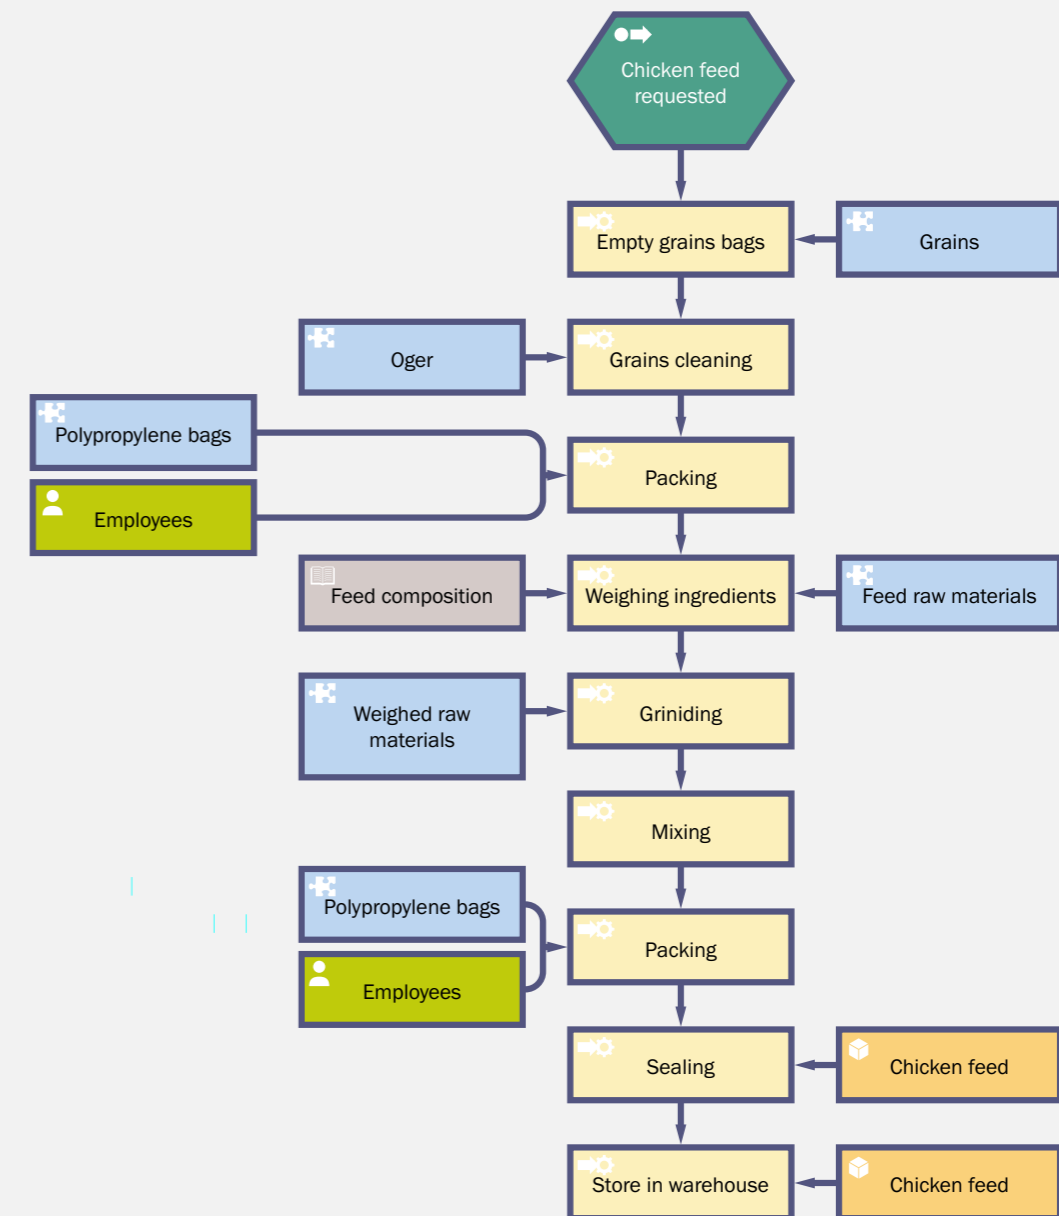 Chicken feed
requested
Empty grains bags
Grains
Oger
Grains cleaning
Polypropylene bags
Packing
Employees
Feed composition
Weighing ingredients
Feed raw materials
Weighed raw
materials
Griniding
Mixing
Polypropylene bags
Packing
Employees
Sealing
Chicken feed
Store in warehouse
Chicken feed